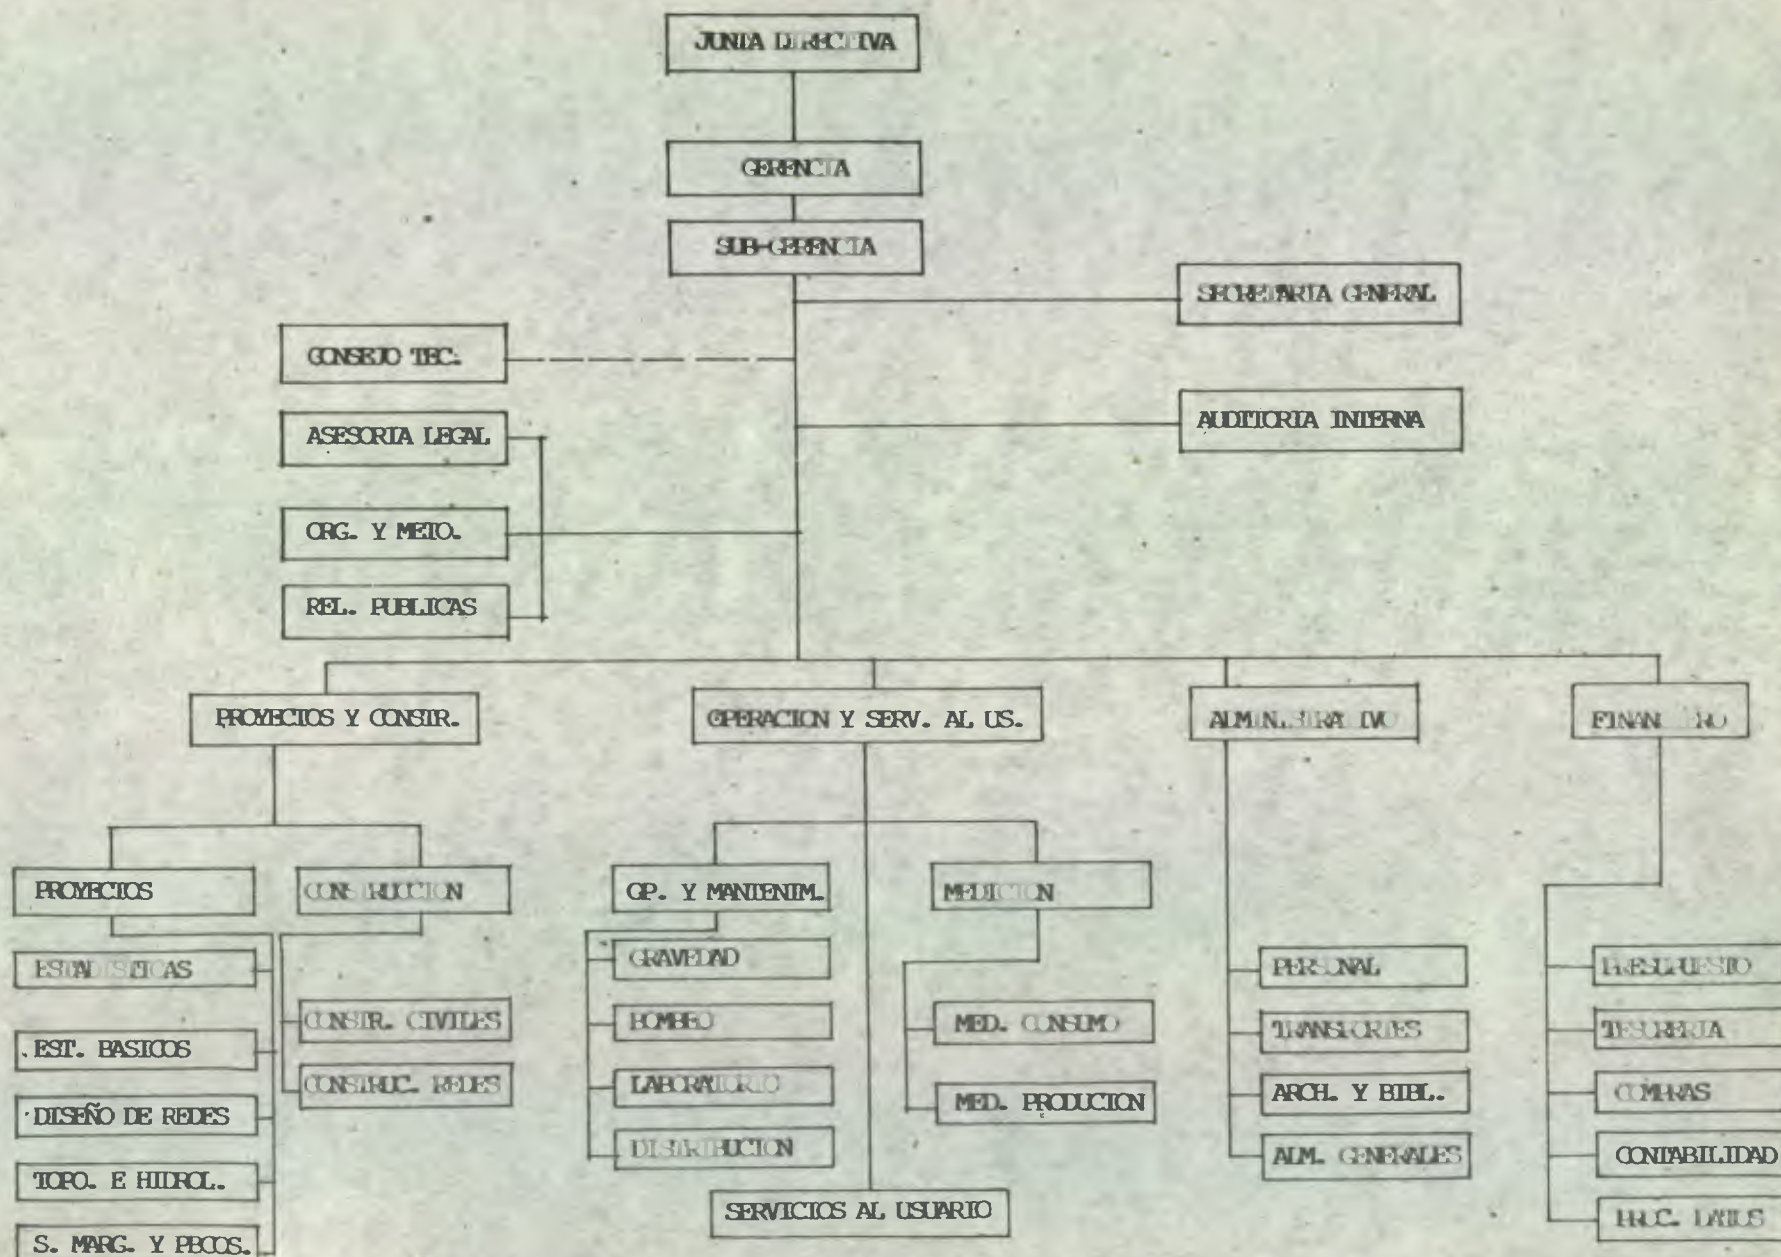 JUNTA DIRECTIVA
GERENCIA
SUB-GERENCIA
SECRETARIA GENERAL
CONSEJO TEC.
AUDITORIA INTERNA
ASESORIA LEGAL
ORG. Y METO.
REL. PUBLICAS
PROYECTOS Y CONSTR.
OPERACION Y SERV. AL US.
ADMINISTRATIVO
FINANCIERO
PROYECTOS
CONSTRUCCION
OP. Y MANTENIM.
MEDICION
ESTADISTICAS
EST. BASICOS
DISEÑO DE REDES
TOPO. E HIDROL.
S. MARG. Y PBCOS.
CONSTR. CIVILES
CONSTRUC. REDES
GRAVEDAD
BOMBEO
LABORATORIO
DISTRIBUCION
MED. CONSUMO
MED. PRODUCION
SERVICIOS AL USUARIO
PERSONAL
TRANSPORTES
ARCH. Y BIBL.
ALM. GENERALES
PRESUPUESTO
TESORERIA
COMPRAS
CONTABILIDAD
PROC. DATOS